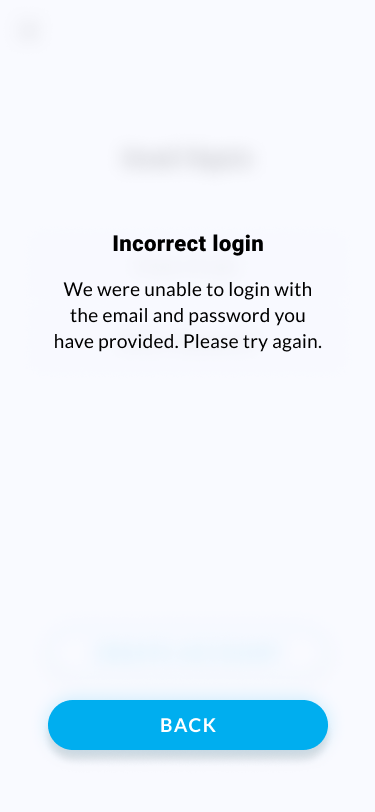 Incorrect login
We were unable to login with
the email and password you
have provided. Please try again.
BACK